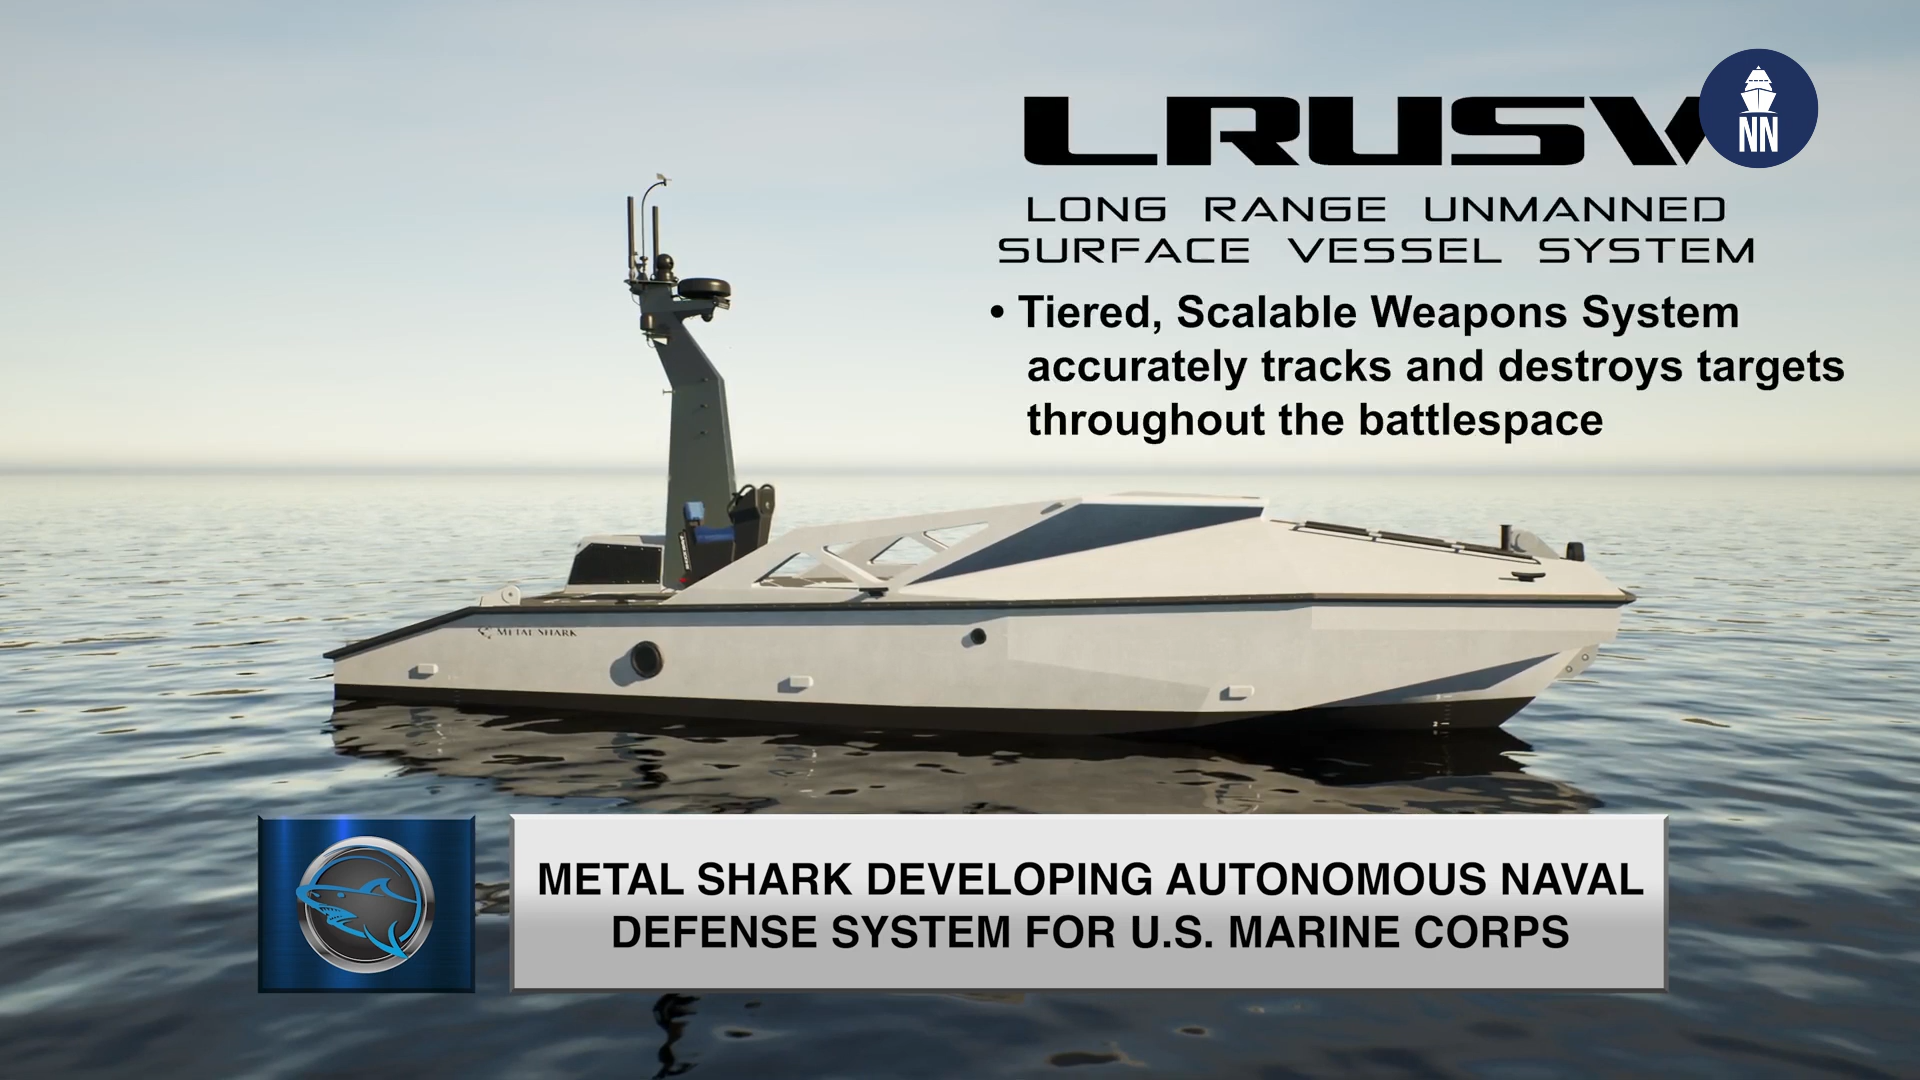 LRUSV
NN
LONG RANGE UNMANNED
SURFACE VESSEL SYSTEM
• Tiered, Scalable Weapons System
accurately tracks and destroys targets
throughout the battlespace
METAL SHARK
METAL SHARK DEVELOPING AUTONOMOUS NAVAL
DEFENSE SYSTEM FOR U.S. MARINE CORPS